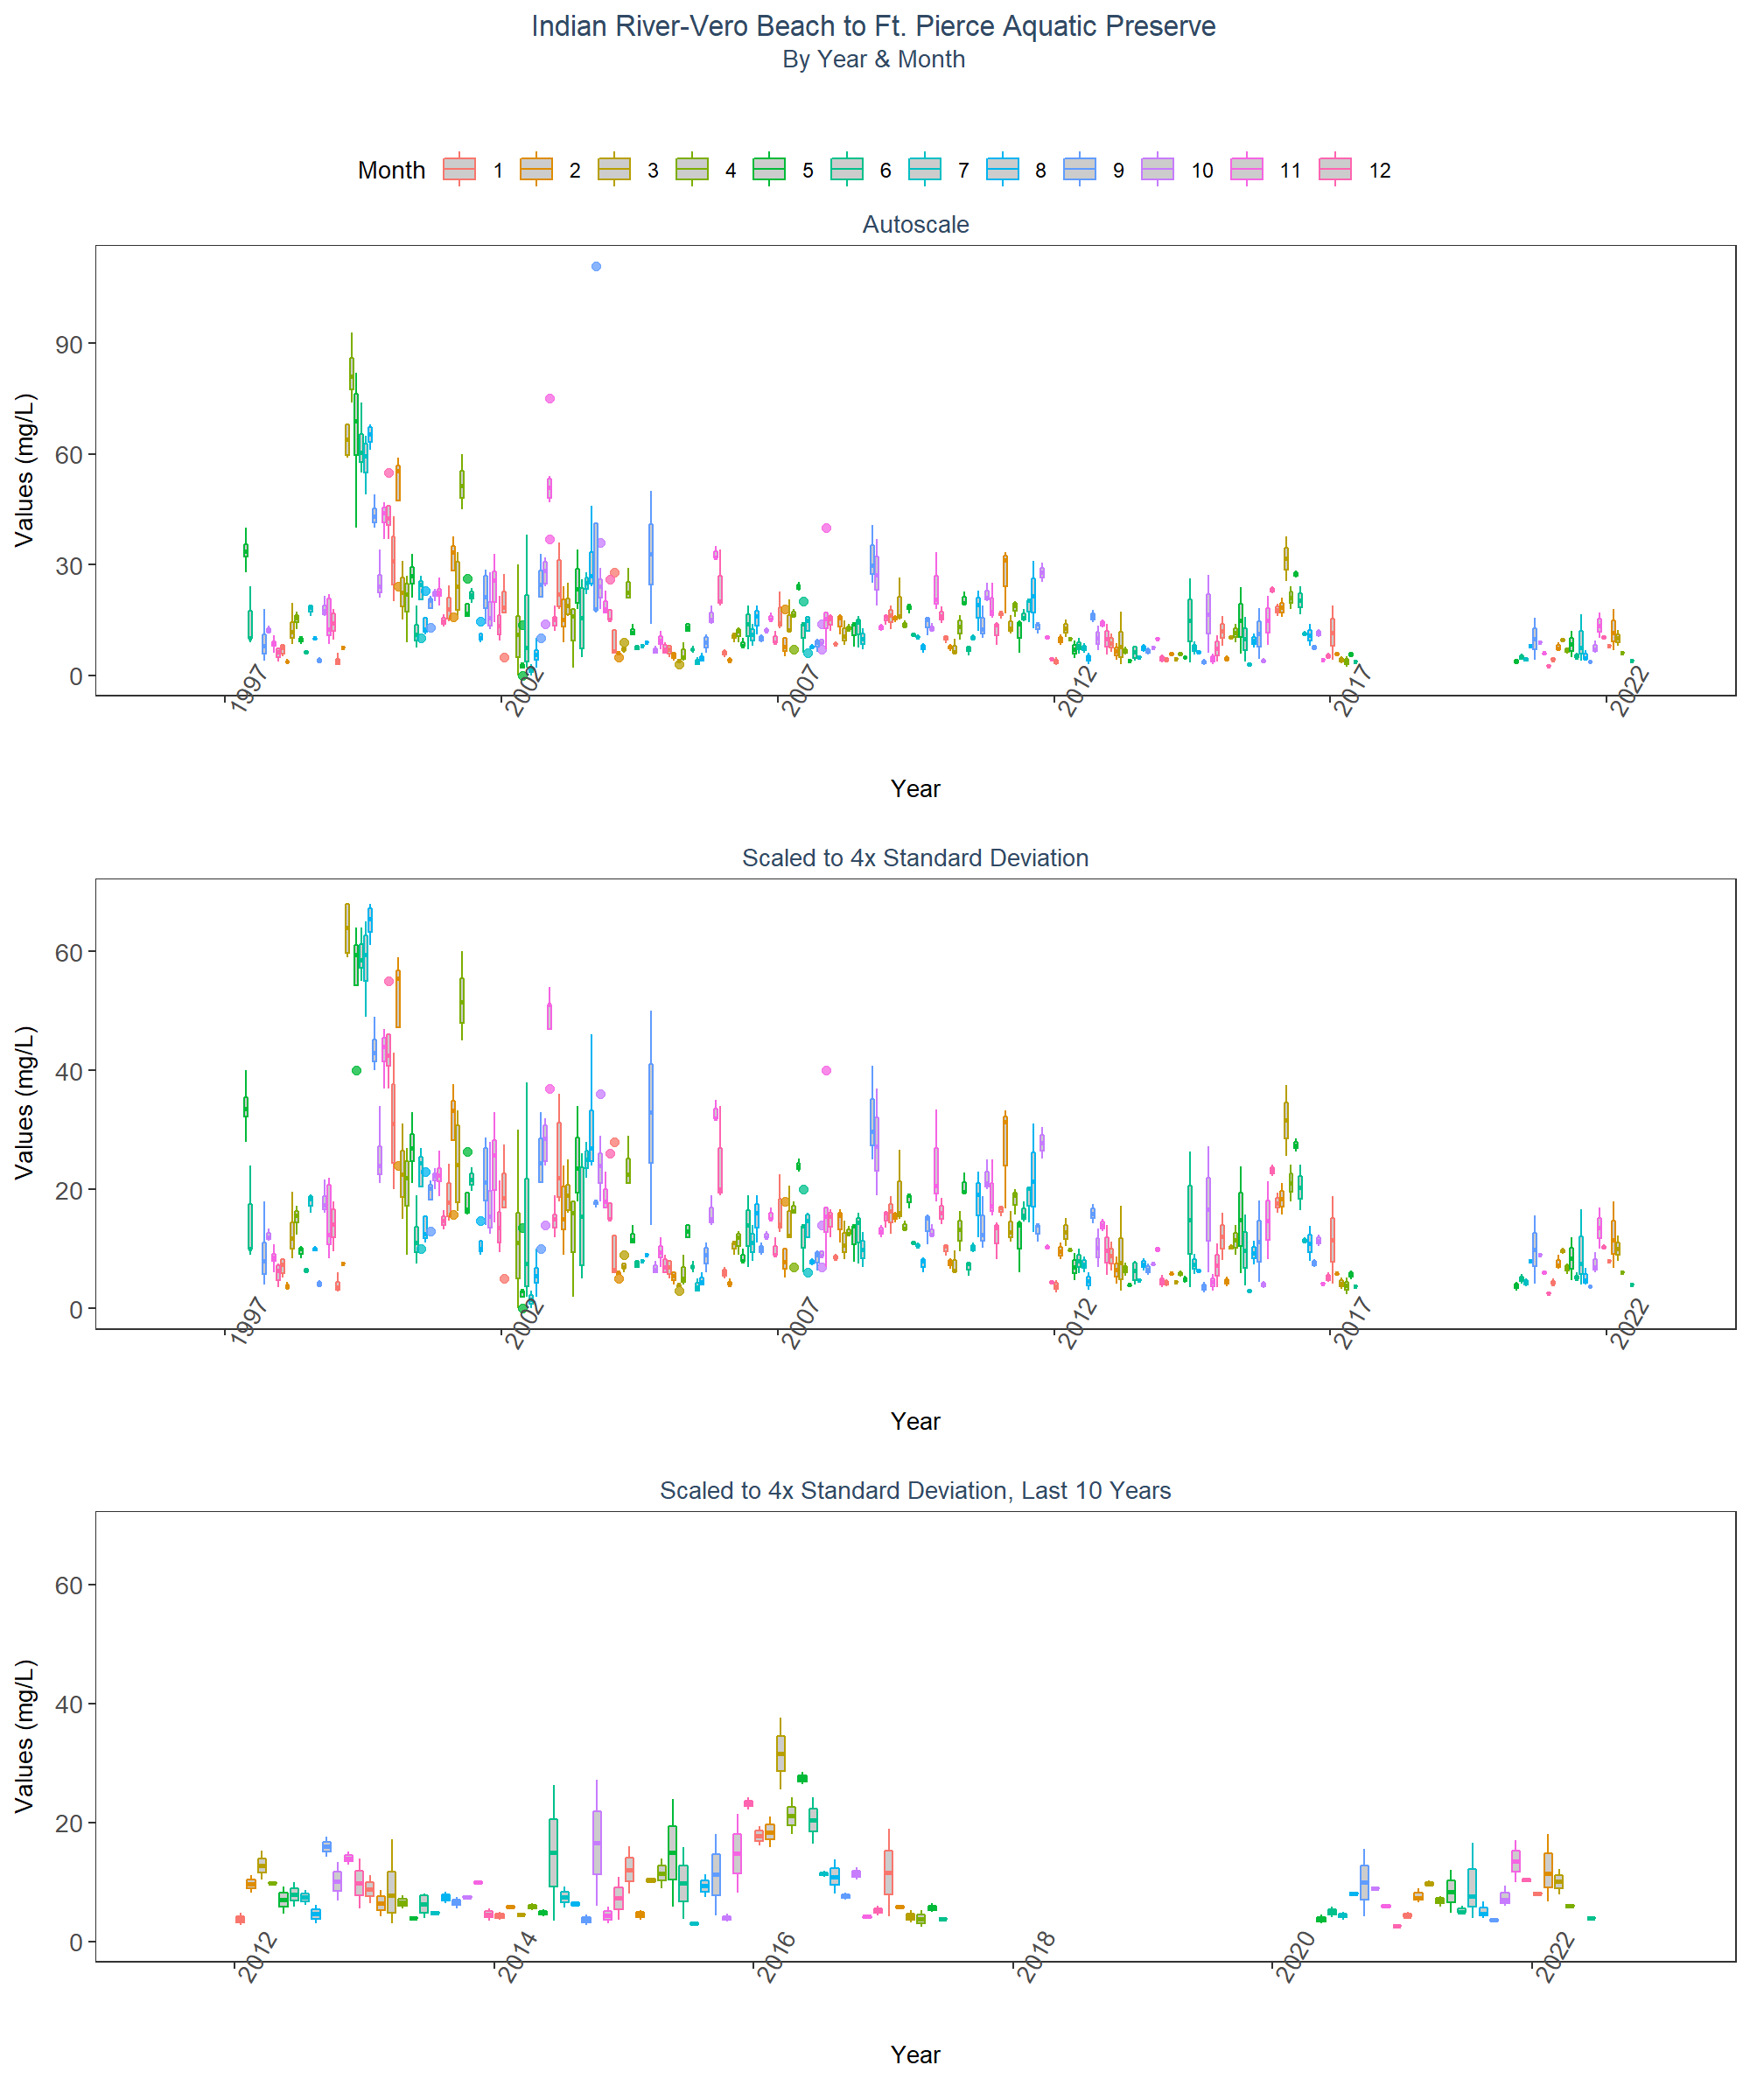 Indian River-Vero Beach to Ft. Pierce Aquatic Preserve
By Year & Month
Month 1 2 3 4 5 6 7 8 9 10 11 12
Autoscale
Values (mg/L)
90
60
30
0
1997 2002 2007 2012 2017 2022
Year
Scaled to 4x Standard Deviation
Values (mg/L)
60
40
20
0
1997 2002 2007 2012 2017 2022
Year
Scaled to 4x Standard Deviation, Last 10 Years
Values (mg/L)
60
40
20
0
2012 2014 2016 2018 2020 2022
Year